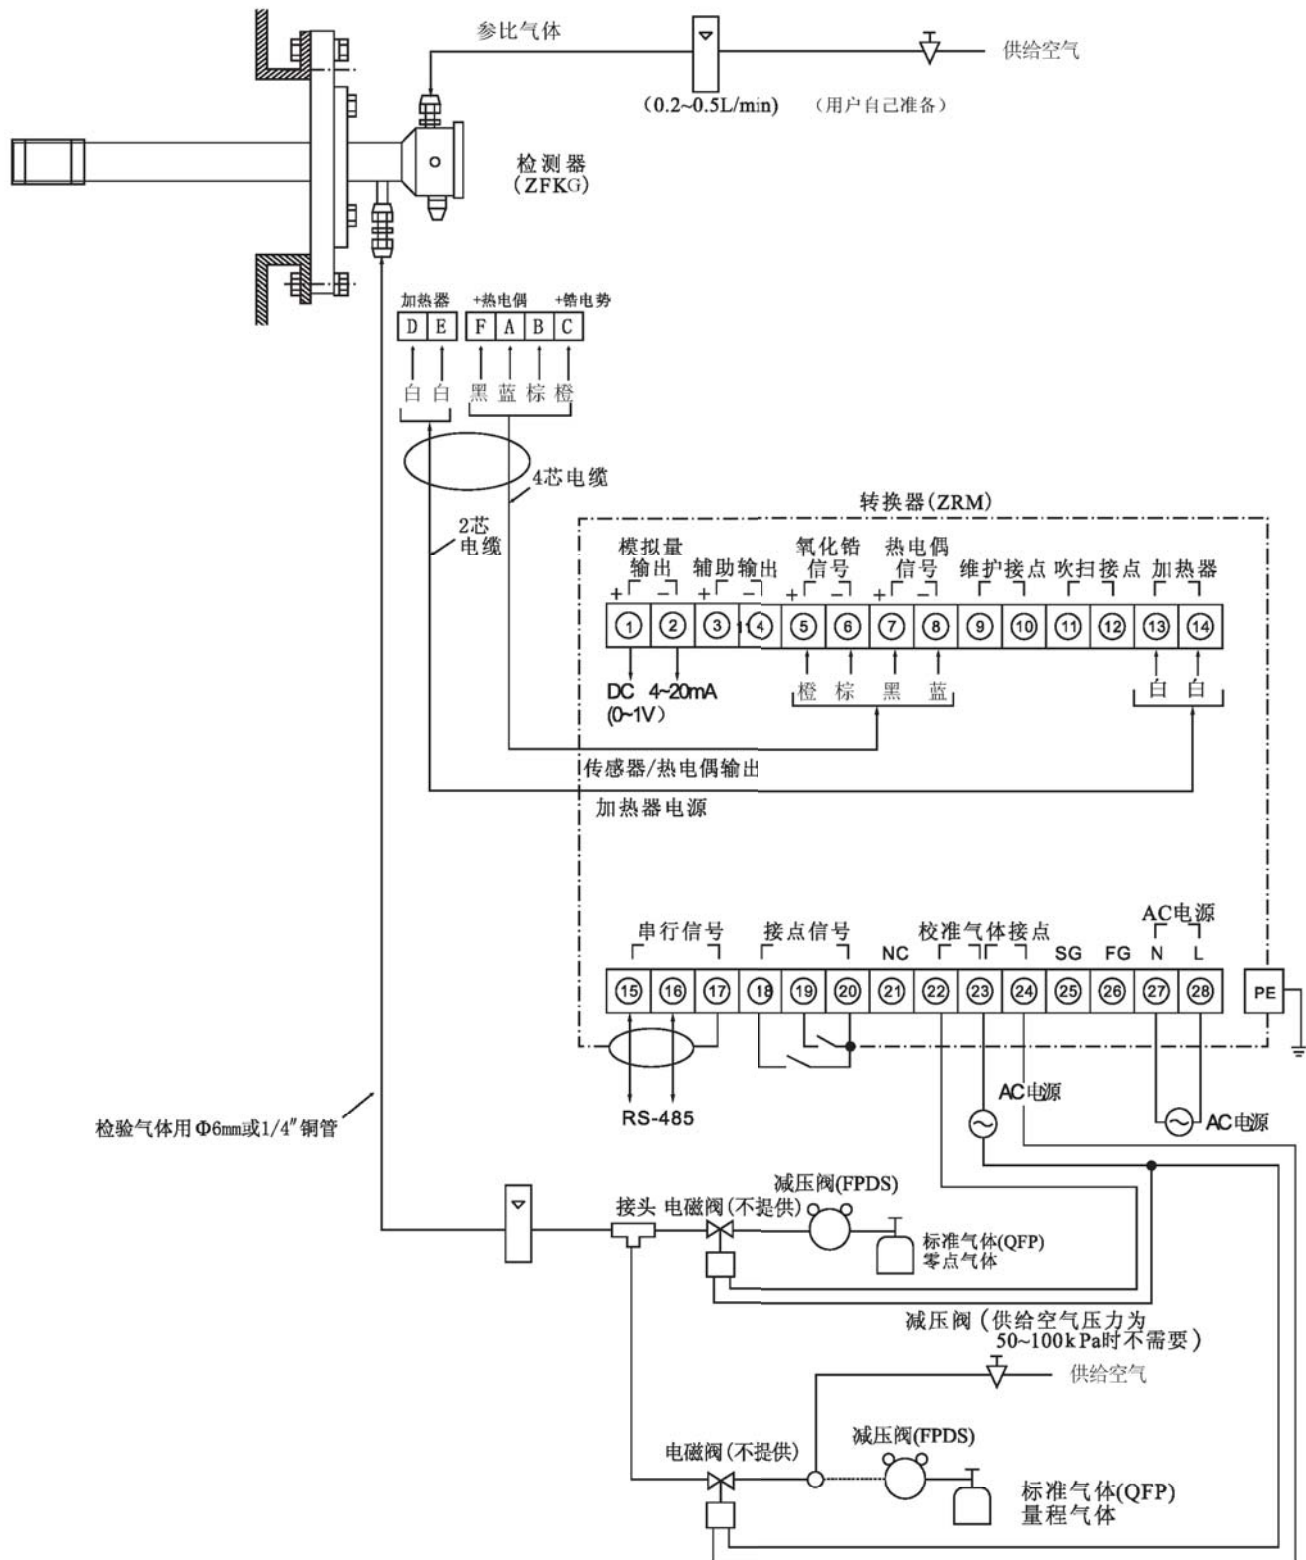 参比气体
供给空气
(0.2~0.5L/min) (用户自己准备)
检测器
(ZFKG)
加热器 +热电偶 +锆电势
D E F A B C
白 白 黑 蓝 棕 橙
4芯电缆
2芯
电缆
转换器(ZRM)
模拟量
输出
辅助输出
氧化锆
信号
热电偶
信号
维护接点 吹扫接点 加热器
+ − + − + − + −
1 2 3 4 5 6 7 8 9 10 11 12 13 14
DC 4~20mA
(0~1V)
橙 棕 黑 蓝 白 白
传感器/热电偶输出
加热器电源
AC电源
串行信号 接点信号 校准气体接点
NC SG FG N L
15 16 17 18 19 20 21 22 23 24 25 26 27 28 PE
RS-485
AC电源
AC电源
检验气体用Φ6mm或1/4″铜管
减压阀(FPDS)
接头 电磁阀(不提供)
标准气体(QFP)
零点气体
减压阀(供给空气压力为
50~100kPa时不需要)
供给空气
减压阀(FPDS)
电磁阀(不提供)
标准气体(QFP)
量程气体